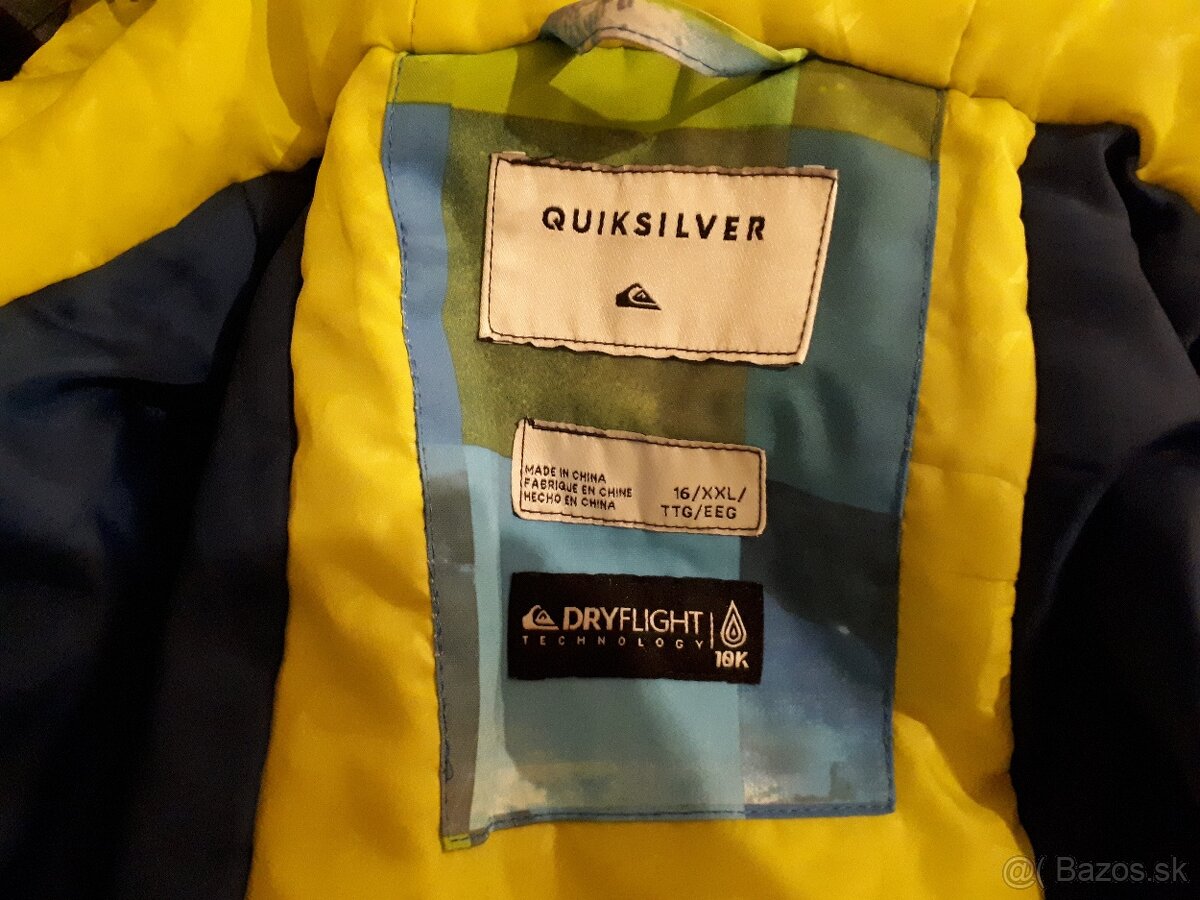 QUIKSILVER
MADE IN CHINA
FABRIQUE EN CHINE
HECHO EN CHINA
16/XXL/
TTG/EEG
DRYFLIGHT
TECHNOLOGY
10K
@( Bazos.sk